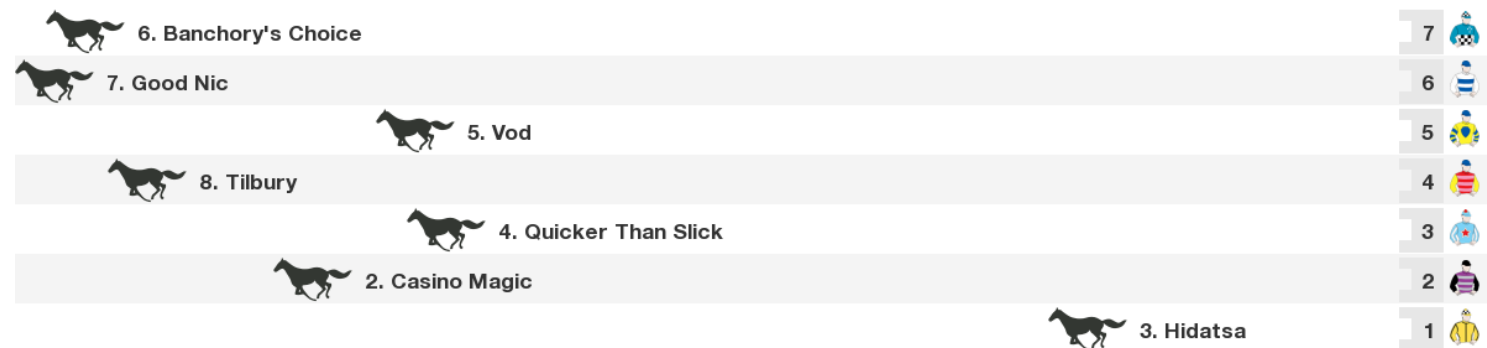 6. Banchory's Choice 7
7. Good Nic 6
5. Vod 5
8. Tilbury 4
4. Quicker Than Slick 3
2. Casino Magic 2
3. Hidatsa 1